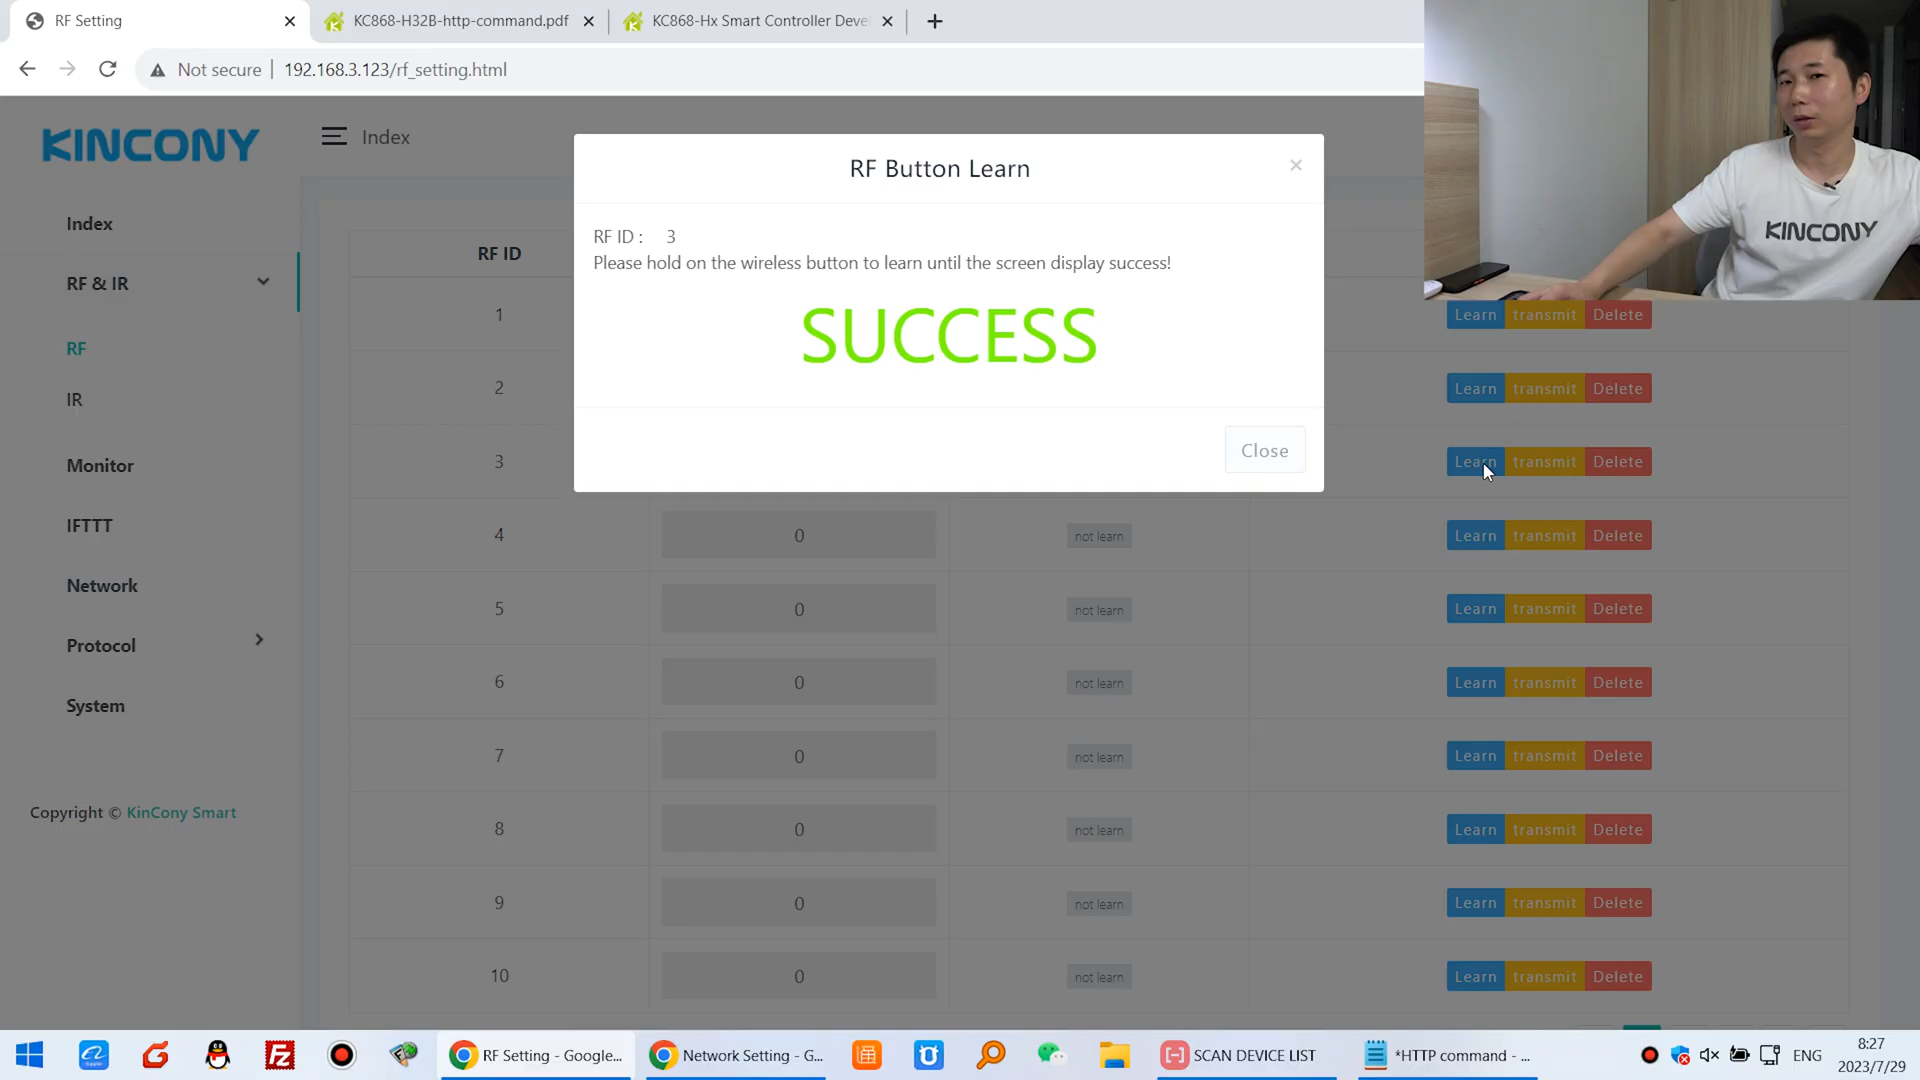 RF Setting
KC868-H32B-http-command.pdf
KC868-Hx Smart Controller Deve
Not secure
192.168.3.123/rf_setting.html
KINCONY
Index
Index
RF & IR
RF
IR
Monitor
IFTTT
Network
Protocol
System
Copyright © KinCony Smart
RF Button Learn
×
RF ID : 3
Please hold on the wireless button to learn until the screen display success!
SUCCESS
Close
KINCONY
RF ID
1 Learn transmit Delete
2 Learn transmit Delete
3 Learn transmit Delete
4 0 not learn Learn transmit Delete
5 0 not learn Learn transmit Delete
6 0 not learn Learn transmit Delete
7 0 not learn Learn transmit Delete
8 0 not learn Learn transmit Delete
9 0 not learn Learn transmit Delete
10 0 not learn Learn transmit Delete
RF Setting - Google...
Network Setting - G...
SCAN DEVICE LIST
*HTTP command - ...
ENG
8:27
2023/7/29